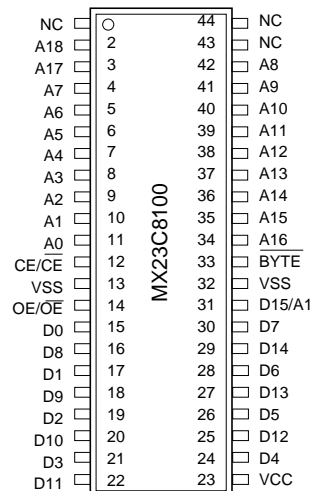 NC 44 NC
A18 2 43 NC
A17 3 42 A8
A7 4 41 A9
A6 5 40 A10
A5 6 39 A11
A4 7 38 A12
A3 8 37 A13
A2 9 36 A14
A1 10 35 A15
A0 11 34 A16
CE/C̅E̅ 12 33 B̅Y̅T̅E̅
VSS 13 32 VSS
OE/O̅E̅ 14 31 D15/A1
D0 15 30 D7
D8 16 29 D14
D1 17 28 D6
D9 18 27 D13
D2 19 26 D5
D10 20 25 D12
D3 21 24 D4
D11 22 23 VCC
MX23C8100